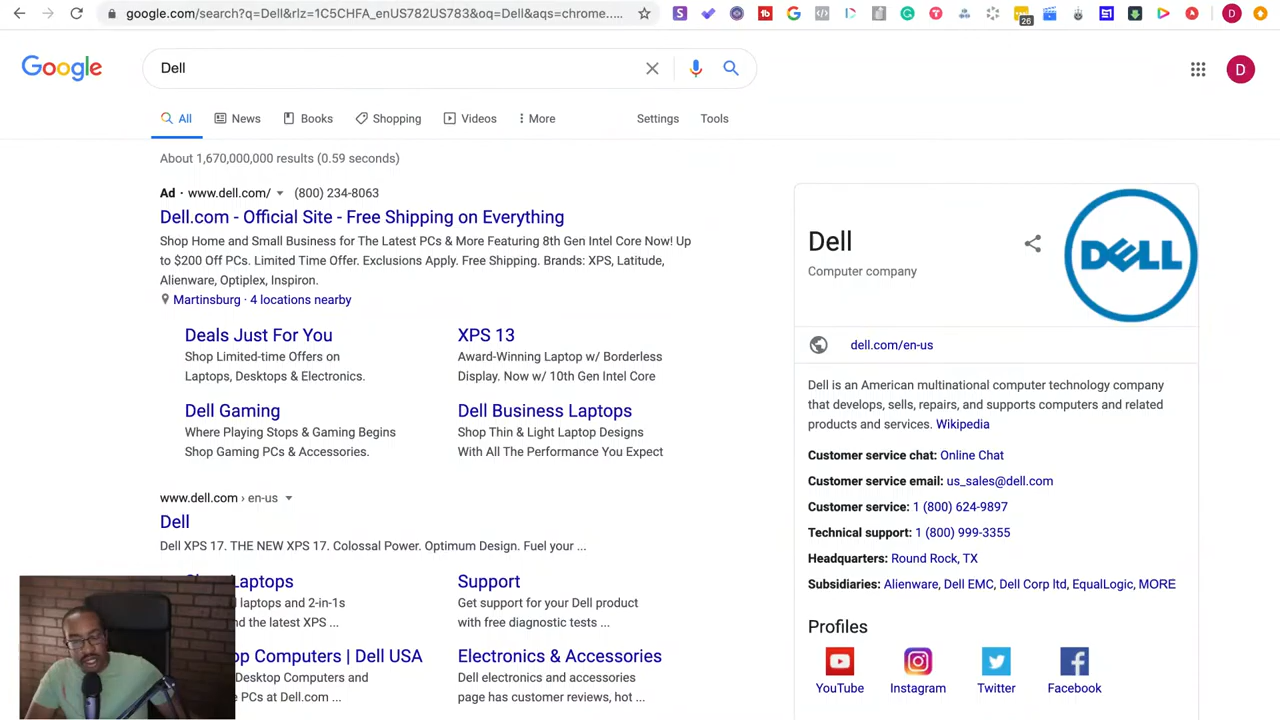 google.com/search?q=Dell&rlz=1C5CHFA_enUS782US783&oq=Dell&aqs=chrome....
26
D
Google
Dell
D
All
News
Books
Shopping
Videos
More
Settings
Tools
About 1,670,000,000 results (0.59 seconds)
Ad · www.dell.com/ (800) 234-8063
Dell.com - Official Site - Free Shipping on Everything
Shop Home and Small Business for The Latest PCs & More Featuring 8th Gen Intel Core Now! Up
to $200 Off PCs. Limited Time Offer. Exclusions Apply. Free Shipping. Brands: XPS, Latitude,
Alienware, Optiplex, Inspiron.
Martinsburg · 4 locations nearby
Deals Just For You
Shop Limited-time Offers on
Laptops, Desktops & Electronics.
XPS 13
Award-Winning Laptop w/ Borderless
Display. Now w/ 10th Gen Intel Core
Dell Gaming
Where Playing Stops & Gaming Begins
Shop Gaming PCs & Accessories.
Dell Business Laptops
Shop Thin & Light Laptop Designs
With All The Performance You Expect
www.dell.com › en-us
Dell
Dell XPS 17. THE NEW XPS 17. Colossal Power. Optimum Design. Fuel your ...
Laptops
laptops and 2-in-1s
nd the latest XPS ...
Support
Get support for your Dell product
with free diagnostic tests ...
op Computers | Dell USA
Desktop Computers and
e PCs at Dell.com ...
Electronics & Accessories
Dell electronics and accessories
page has customer reviews, hot ...
Dell
Computer company
DELL
dell.com/en-us
Dell is an American multinational computer technology company
that develops, sells, repairs, and supports computers and related
products and services. Wikipedia
Customer service chat: Online Chat
Customer service email: us_sales@dell.com
Customer service: 1 (800) 624-9897
Technical support: 1 (800) 999-3355
Headquarters: Round Rock, TX
Subsidiaries: Alienware, Dell EMC, Dell Corp ltd, EqualLogic, MORE
Profiles
YouTube
Instagram
Twitter
Facebook